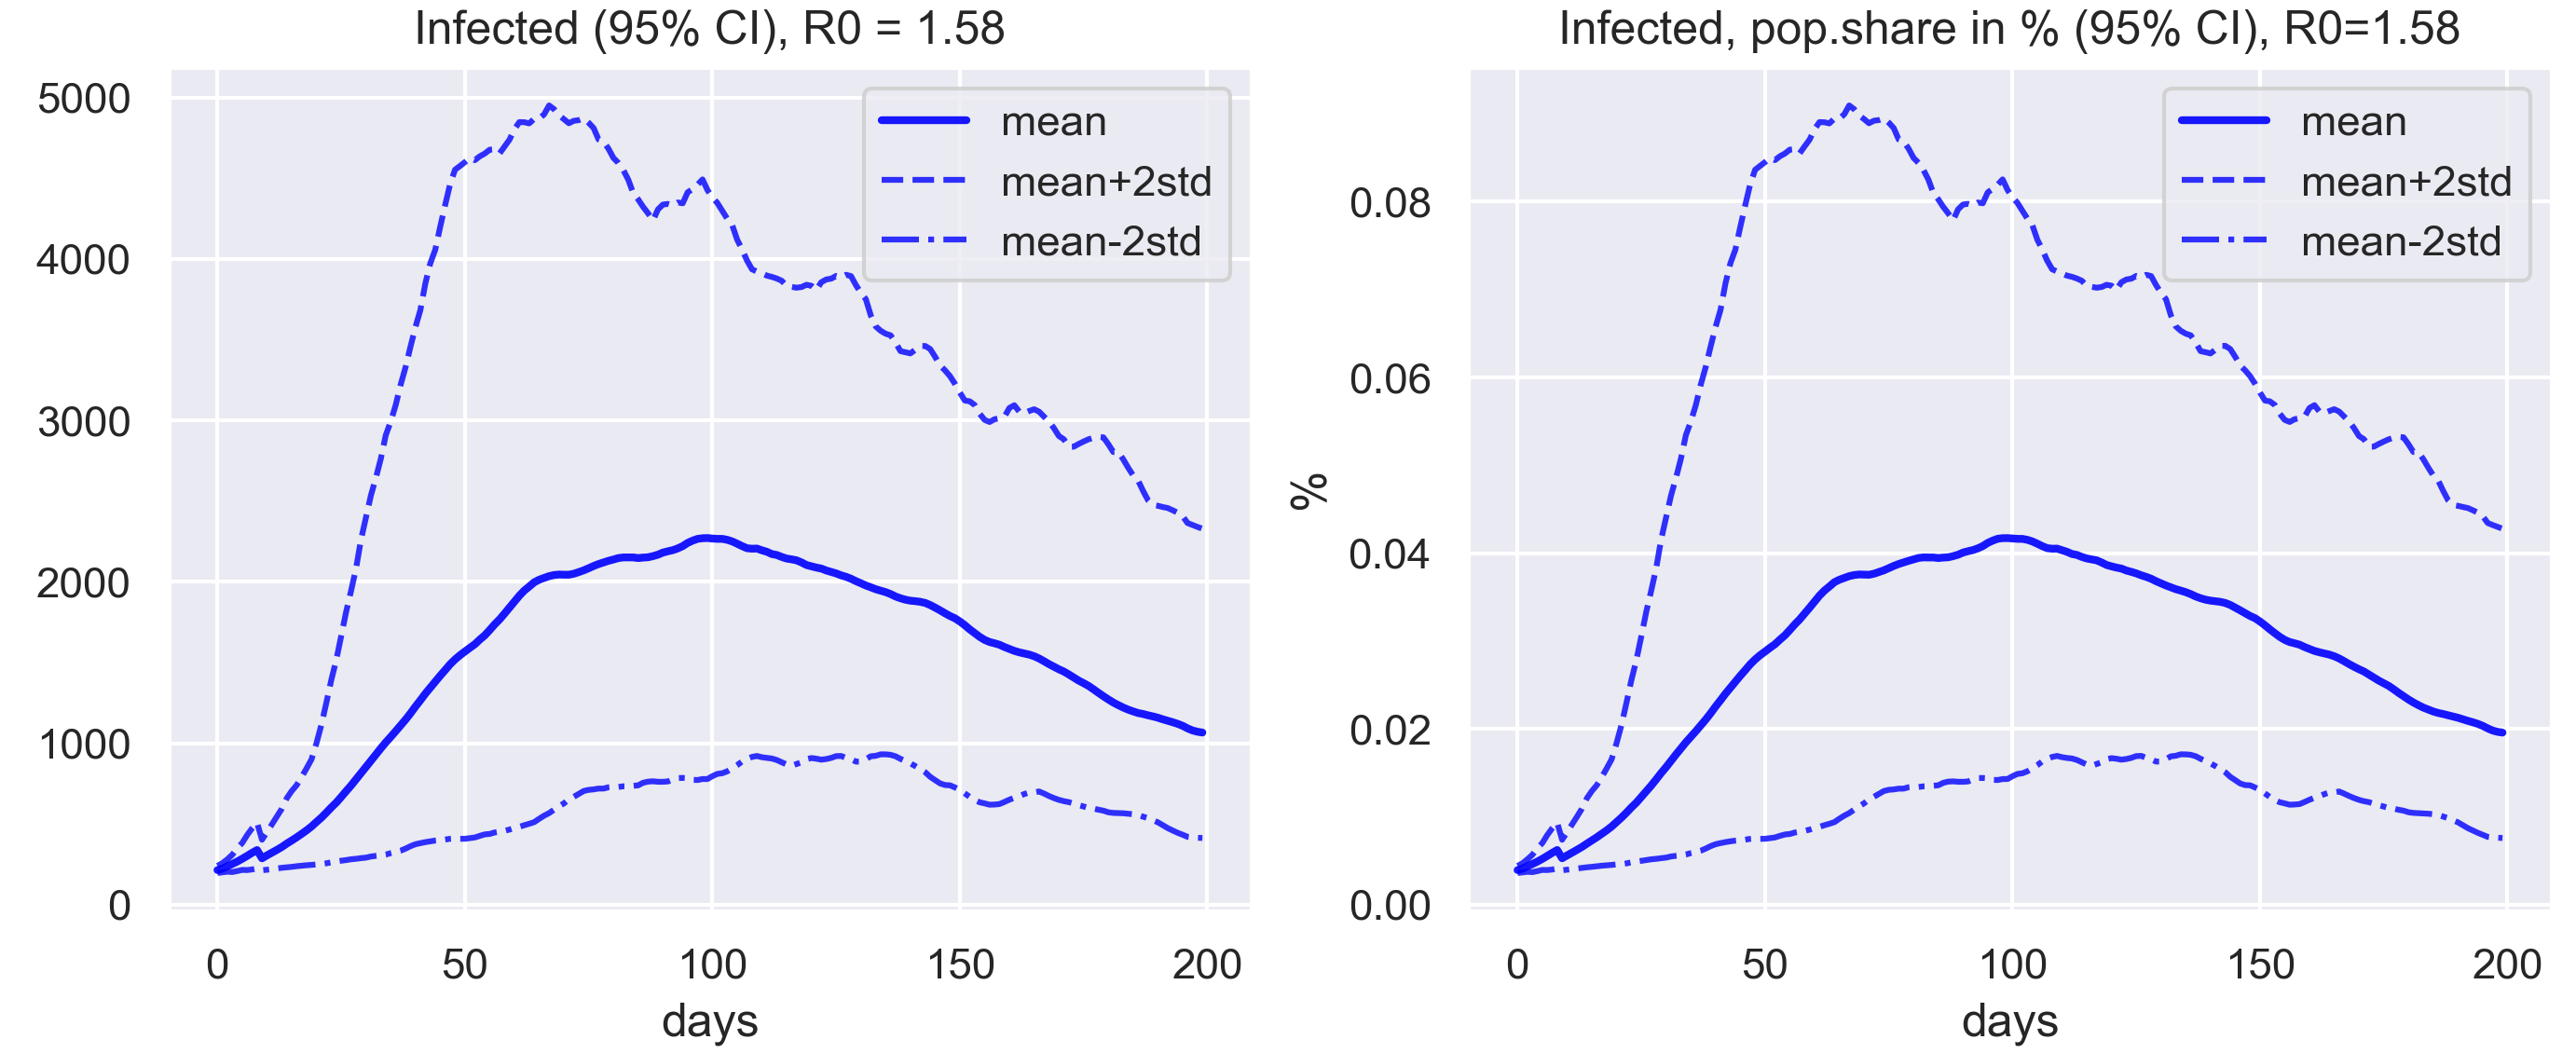 Infected (95% CI), R0 = 1.58
5000
4000
3000
2000
1000
0
0 50 100 150 200
days
mean
mean+2std
mean-2std
Infected, pop.share in % (95% CI), R0=1.58
%
0.08
0.06
0.04
0.02
0.00
0 50 100 150 200
days
mean
mean+2std
mean-2std